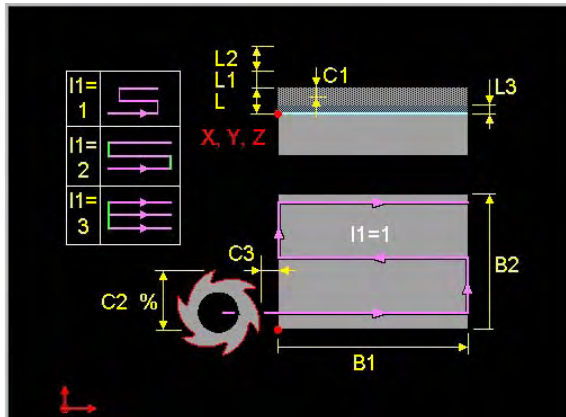 L2
L1
L
C1
L3
X, Y, Z
I1=
1
I1=
2
I1=
3
I1=1
C3
C2 %
B2
B1